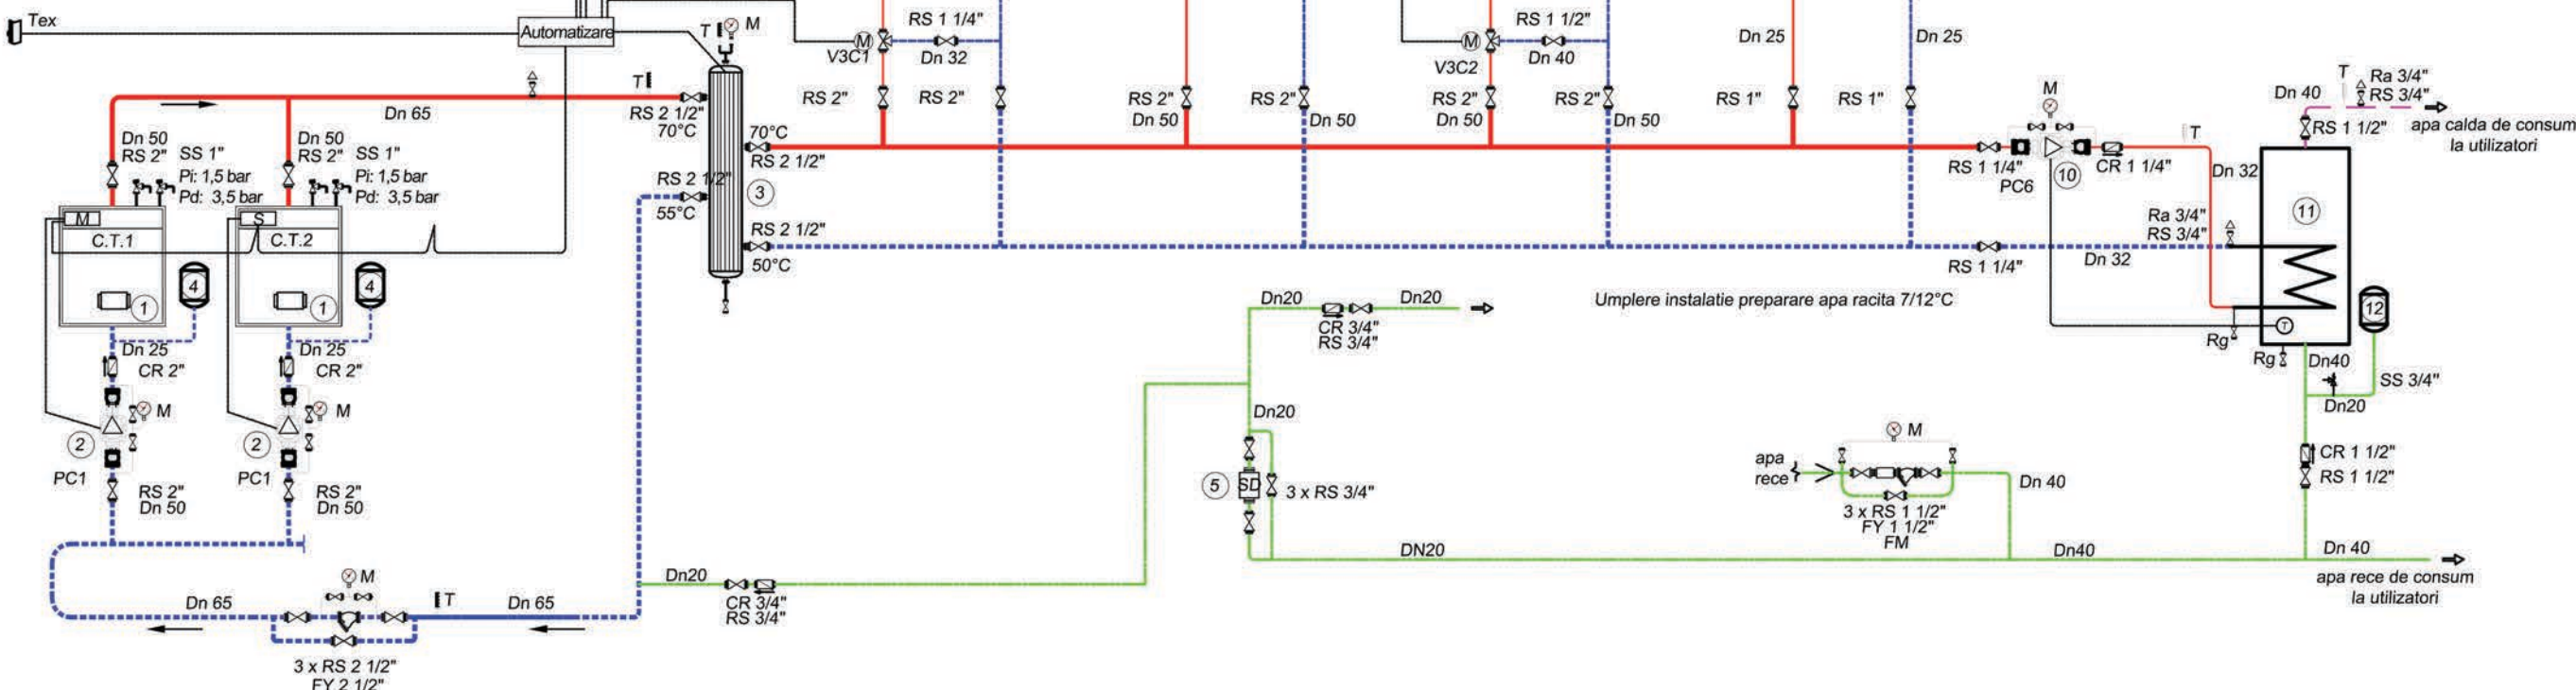 Tex
Automatizare
T
M
M
V3C1
RS 1 1/4"
Dn 32
M
V3C2
RS 1 1/2"
Dn 40
Dn 25
Dn 25
T
Dn 65
RS 2 1/2"
70°C
RS 2"
RS 2"
RS 2"
Dn 50
RS 2"
Dn 50
RS 2"
Dn 50
RS 2"
Dn 50
RS 1"
RS 1"
M
T
Ra 3/4"
RS 3/4"
Dn 40
RS 1 1/2"
apa calda de consum
la utilizatori
Dn 50
RS 2"
SS 1"
Pi: 1,5 bar
Pd: 3,5 bar
Dn 50
RS 2"
SS 1"
Pi: 1,5 bar
Pd: 3,5 bar
70°C
RS 2 1/2"
RS 2 1/2"
55°C
3
RS 2 1/2"
50°C
RS 1 1/4"
PC6
10
CR 1 1/4"
T
Dn 32
11
Ra 3/4"
RS 3/4"
RS 1 1/4"
Dn 32
M
C.T.1
S
C.T.2
1
4
1
4
Dn 25
CR 2"
Dn 25
CR 2"
M
M
2
PC1
2
PC1
RS 2"
Dn 50
RS 2"
Dn 50
Dn20
Dn20
CR 3/4"
RS 3/4"
Umplere instalatie preparare apa racita 7/12°C
T
12
Rg
Rg
Dn40
SS 3/4"
Dn20
Dn20
5
SD
3 x RS 3/4"
M
apa
rece
3 x RS 1 1/2"
FY 1 1/2"
FM
Dn 40
CR 1 1/2"
RS 1 1/2"
DN20
Dn40
Dn 40
apa rece de consum
la utilizatori
Dn20
CR 3/4"
RS 3/4"
M
T
Dn 65
Dn 65
3 x RS 2 1/2"
FY 2 1/2"